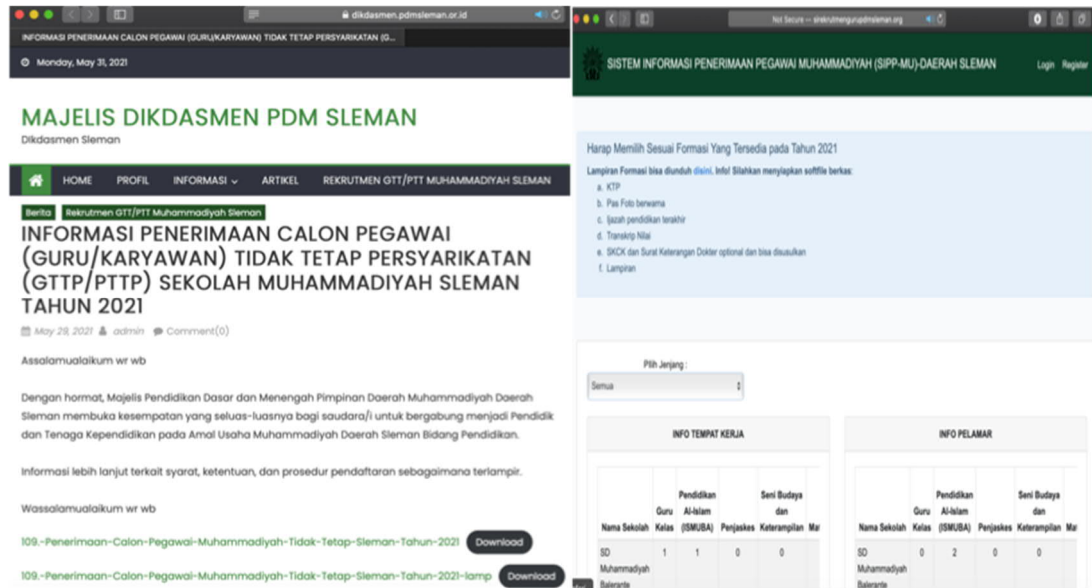 dikdasmen.pdmsleman.or.id
INFORMASI PENERIMAAN CALON PEGAWAI (GURU/KARYAWAN) TIDAK TETAP PERSYARIKATAN (G...
Monday, May 31, 2021
MAJELIS DIKDASMEN PDM SLEMAN
Dikdasmen Sleman
HOME PROFIL INFORMASI ARTIKEL REKRUTMEN GTT/PTT MUHAMMADIYAH SLEMAN
Berita Rekrutmen GTT/PTT Muhammadiyah Sleman
INFORMASI PENERIMAAN CALON PEGAWAI
(GURU/KARYAWAN) TIDAK TETAP PERSYARIKATAN
(GTTP/PTTP) SEKOLAH MUHAMMADIYAH SLEMAN
TAHUN 2021
May 29, 2021 admin Comment(0)
Assalamualaikum wr wb
Dengan hormat, Majelis Pendidikan Dasar dan Menengah Pimpinan Daerah Muhammadiyah Daerah
Sleman membuka kesempatan yang seluas-luasnya bagi saudara/i untuk bergabung menjadi Pendidik
dan Tenaga Kependidikan pada Amal Usaha Muhammadiyah Daerah Sleman Bidang Pendidikan.
Informasi lebih lanjut terkait syarat, ketentuan, dan prosedur pendaftaran sebagaimana terlampir.
Wassalamualaikum wr wb
109.-Penerimaan-Calon-Pegawai-Muhammadiyah-Tidak-Tetap-Sleman-Tahun-2021 Download
109.-Penerimaan-Calon-Pegawai-Muhammadiyah-Tidak-Tetap-Sleman-Tahun-2021-lamp Download
Not Secure — sirekrutmengurupdmsleman.org
SISTEM INFORMASI PENERIMAAN PEGAWAI MUHAMMADIYAH (SIPP-MU)-DAERAH SLEMAN Login Register
Harap Memilih Sesuai Formasi Yang Tersedia pada Tahun 2021
Lampiran Formasi bisa diunduh disini. Info! Silahkan menyiapkan softfile berkas:
a. KTP
b. Pas Foto berwarna
c. Ijazah pendidikan terakhir
d. Transkrip Nilai
e. SKCK dan Surat Keterangan Dokter optional dan bisa disusulkan
f. Lampiran
Pilih Jenjang :
Semua
INFO TEMPAT KERJA
Nama Sekolah Guru Kelas Pendidikan Al-Islam (ISMUBA) Penjaskes Seni Budaya dan Keterampilan Mat
SD Muhammadiyah Balerante 1 1 0 0
INFO PELAMAR
Nama Sekolah Guru Kelas Pendidikan Al-Islam (ISMUBA) Penjaskes Seni Budaya dan Keterampilan Mat
SD Muhammadiyah Balerante 0 2 0 0